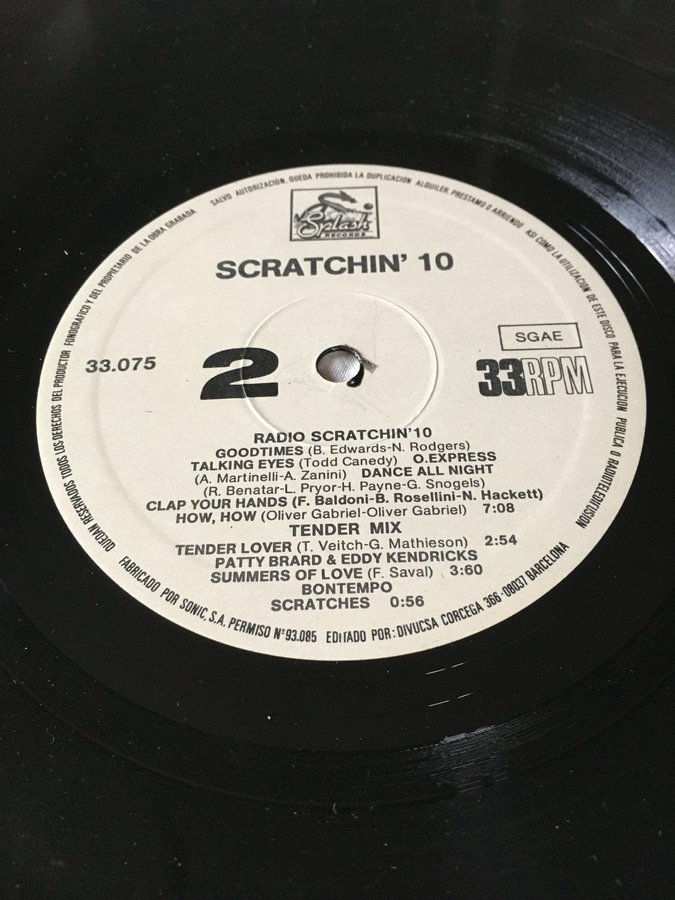 SALVO AUTORIZACION, QUEDA PROHIBIDA LA DUPLICACION ALQUILER, PRESTAMO O ARRIENDO, ASI COMO LA UTILIZACION DE ESTE DISCO PARA LA EJECUCION PUBLICA O RADIOTELEDIFUSION
QUEDAN RESERVADOS TODOS LOS DERECHOS DEL PRODUCTOR FONOGRAFICO Y DEL PROPRIETARIO DE LA OBRA GRABADA
Splash
RECORDS
SCRATCHIN' 10
33.075
2
SGAE
33RPM
RADIO SCRATCHIN'10
GOODTIMES (B. Edwards-N. Rodgers)
TALKING EYES (Todd Canedy) O.EXPRESS
(A. Martinelli-A. Zanini) DANCE ALL NIGHT
(R. Benatar-L. Pryor-H. Payne-G. Snogels)
CLAP YOUR HANDS (F. Baldoni-B. Rosellini-N. Hackett)
HOW, HOW (Oliver Gabriel-Oliver Gabriel) 7:08
TENDER MIX
TENDER LOVER (T. Veitch-G. Mathieson) 2:54
PATTY BRARD & EDDY KENDRICKS
SUMMERS OF LOVE (F. Saval) 3:60
BONTEMPO
SCRATCHES 0:56
FABRICADO POR SONIC, S.A. PERMISO Nº93.085 EDITADO POR: DIVUCSA CORCEGA 366-08037 BARCELONA